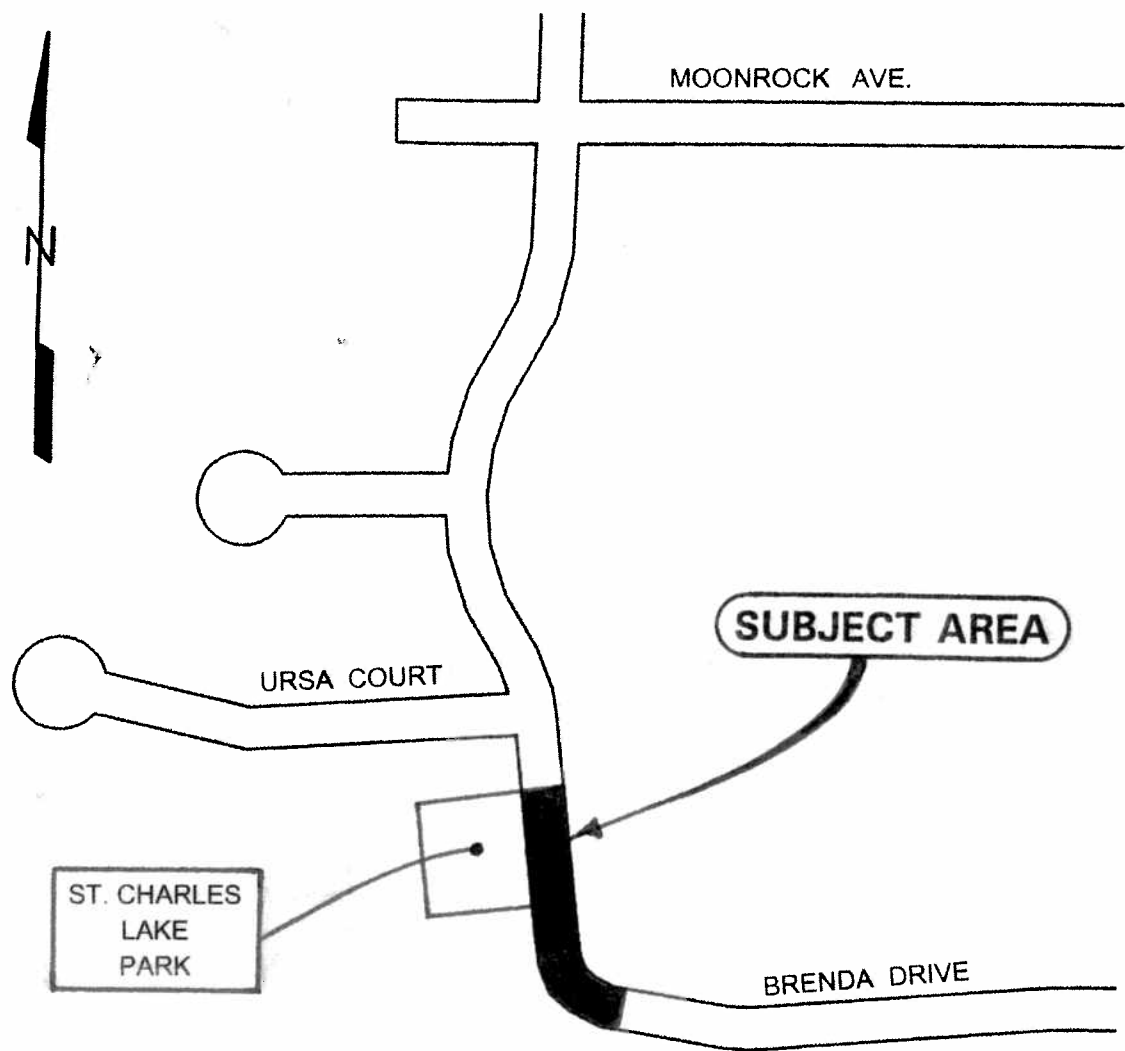 MOONROCK AVE.
N
SUBJECT AREA
URSA COURT
ST. CHARLES
LAKE
PARK
BRENDA DRIVE